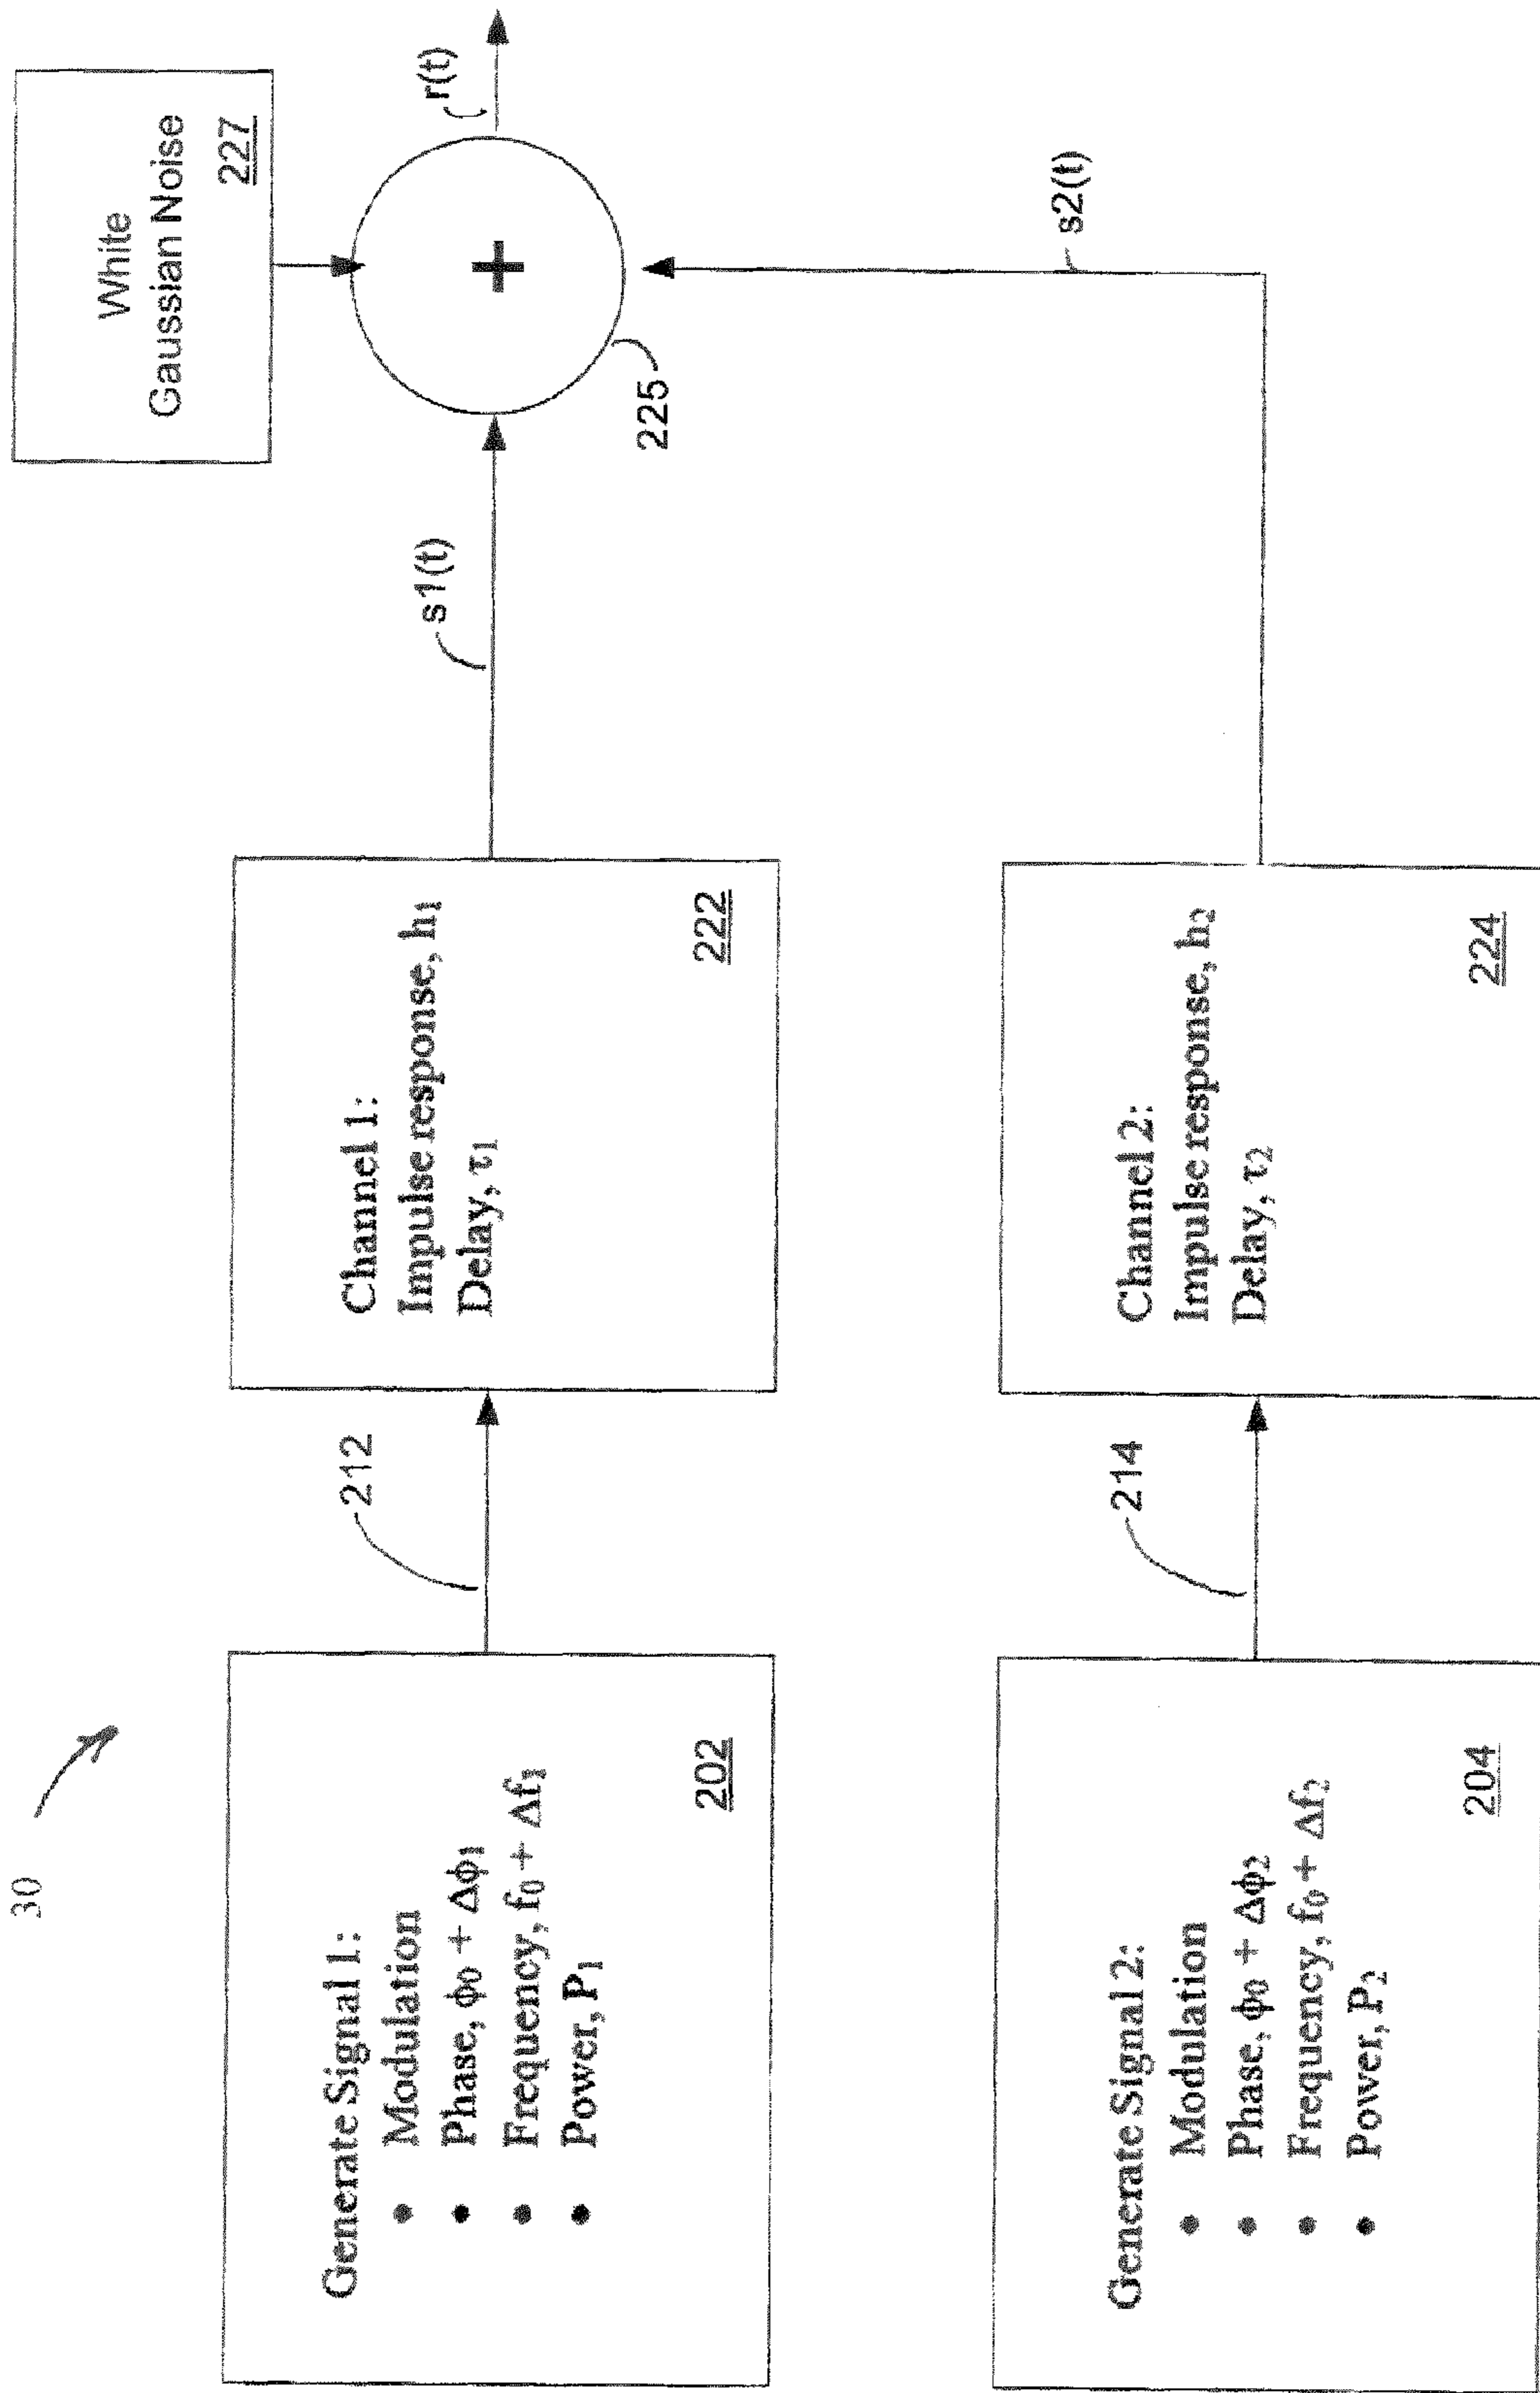 30
Generate Signal 1:
• Modulation
• Phase, ϕ₀ + Δϕ₁
• Frequency, f₀ + Δf₁
• Power, P₁
202
212
Channel 1:
Impulse response, h₁
Delay, τ₁
222
s1(t)
White
Gaussian Noise
227
+
225
r(t)
Generate Signal 2:
• Modulation
• Phase, ϕ₀ + Δϕ₂
• Frequency, f₀ + Δf₂
• Power, P₂
204
214
Channel 2:
Impulse response, h₂
Delay, τ₂
224
s2(t)